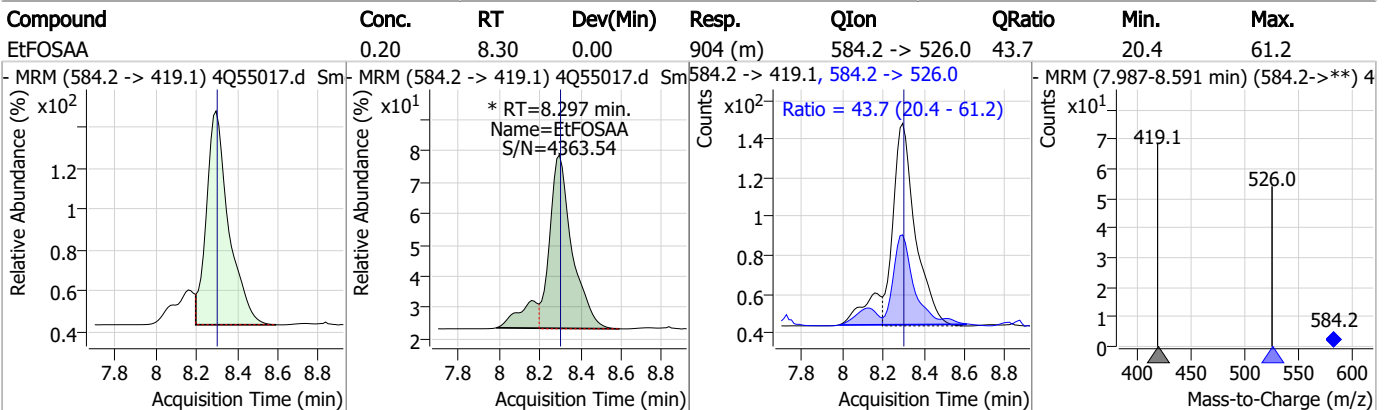 Compound Conc. RT Dev(Min) Resp. QIon QRatio Min. Max.
EtFOSAA 0.20 8.30 0.00 904 (m) 584.2 -> 526.0 43.7 20.4 61.2
- MRM (584.2 -> 419.1) 4Q55017.d Sm
Relative Abundance (%)
x10²
1.2
1
0.8
0.6
0.4
7.8 8 8.2 8.4 8.6 8.8
Acquisition Time (min)
- MRM (584.2 -> 419.1) 4Q55017.d Sm
Relative Abundance (%)
x10¹
* RT=8.297 min.
Name=EtFOSAA
S/N=4363.54
8
7
6
5
4
3
2
7.8 8 8.2 8.4 8.6 8.8
Acquisition Time (min)
584.2 -> 419.1, 584.2 -> 526.0
Counts
x10²
Ratio = 43.7 (20.4 - 61.2)
1.4
1.2
1
0.8
0.6
0.4
7.8 8 8.2 8.4 8.6 8.8
Acquisition Time (min)
- MRM (7.987-8.591 min) (584.2->**) 4
Counts
x10¹
419.1
526.0
584.2
7
6
5
4
3
2
1
0
400 450 500 550 600
Mass-to-Charge (m/z)